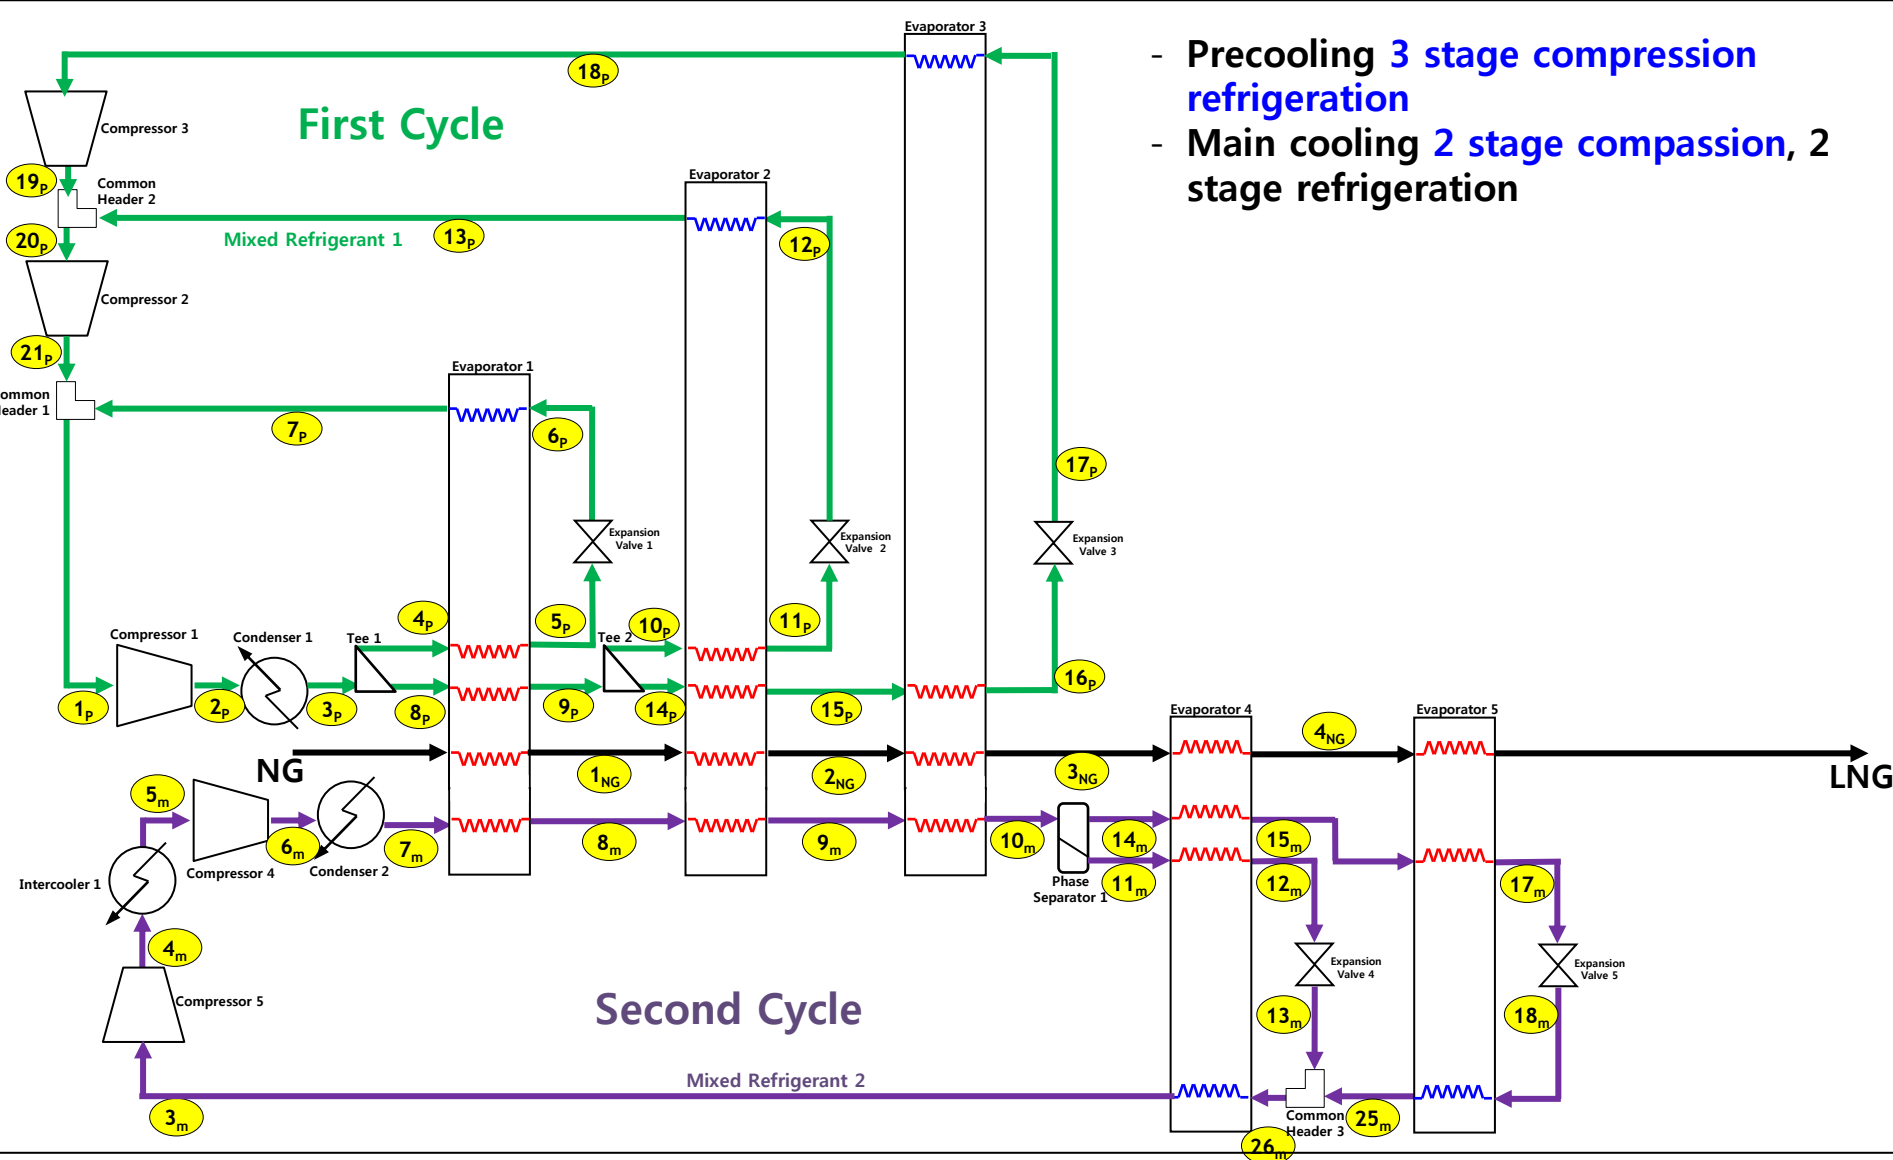 Evaporator 3
- Precooling 3 stage compression
refrigeration
- Main cooling 2 stage compassion, 2
stage refrigeration
18P
First Cycle
Compressor 3
19P
Common
Header 2
Evaporator 2
20P
Mixed Refrigerant 1
13P
12P
Compressor 2
21P
Evaporator 1
ommon
eader 1
7P
6P
17P
Expansion
Valve 1
Expansion
Valve 2
Expansion
Valve 3
4P
5P
10P
11P
Compressor 1
Condenser 1
Tee 1
Tee 2
16P
1P
2P
3P
8P
9P
14P
15P
Evaporator 4
Evaporator 5
4NG
NG
1NG
2NG
3NG
LNG
5m
6m
7m
8m
9m
10m
14m
15m
Compressor 4
Condenser 2
Intercooler 1
Phase
Separator 1
11m
12m
17m
4m
Expansion
Valve 4
Expansion
Valve 5
Compressor 5
Second Cycle
13m
18m
Mixed Refrigerant 2
3m
Common
Header 3
25m
26m